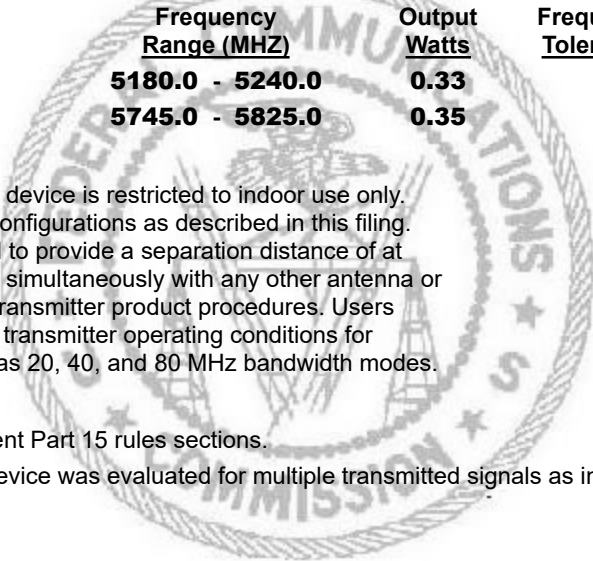 Frequency Output Frequ
Range (MHZ) Watts Toler
5180.0 - 5240.0 0.33
5745.0 - 5825.0 0.35
device is restricted to indoor use only.
onfigurations as described in this filing.
to provide a separation distance of at
simultaneously with any other antenna or
ransmitter product procedures. Users
transmitter operating conditions for
as 20, 40, and 80 MHz bandwidth modes.
ent Part 15 rules sections.
evice was evaluated for multiple transmitted signals as in
FEDERAL COMMUNICATIONS COMMISSION
U S